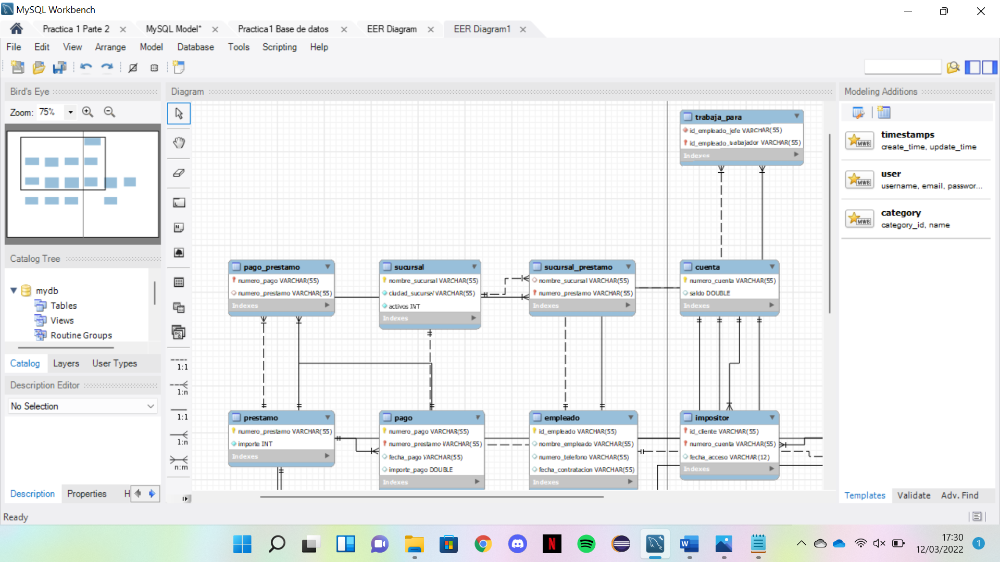 MySQL Workbench
Practica 1 Parte 2
MySQL Model*
Practica1 Base de datos
EER Diagram
EER Diagram1
File Edit View Arrange Model Database Tools Scripting Help
Bird's Eye
Zoom: 75%
Catalog Tree
mydb
Tables
Views
Routine Groups
Catalog Layers User Types
Description Editor
No Selection
Description Properties H
Ready
Diagram
1:1
1:n
1:1
1:n
n:m
trabaja_para
id_empleado_jefe VARCHAR(55)
id_empleado_trabajador VARCHAR(55)
Indexes
pago_prestamo
numero_pago VARCHAR(55)
numero_prestamo VARCHAR(55)
Indexes
sucursal
nombre_sucursal VARCHAR(55)
ciudad_sucursal VARCHAR(55)
activos INT
Indexes
sucursal_prestamo
nombre_sucursal VARCHAR(55)
numero_prestamo VARCHAR(55)
Indexes
cuenta
numero_cuenta VARCHAR(55)
saldo DOUBLE
Indexes
prestamo
numero_prestamo VARCHAR(55)
importe INT
Indexes
pago
numero_pago VARCHAR(55)
numero_prestamo VARCHAR(55)
fecha_pago VARCHAR(55)
importe_pago DOUBLE
Indexes
empleado
id_empleado VARCHAR(55)
nombre_empleado VARCHAR(55)
numero_telefono VARCHAR(55)
fecha_contratacion VARCHAR(55)
Indexes
impositor
id_cliente VARCHAR(55)
numero_cuenta VARCHAR(55)
fecha_acceso VARCHAR(12)
Indexes
Modeling Additions
MWB
timestamps
create_time, update_time
MWB
user
username, email, passwor...
MWB
category
category_id, name
Templates Validate Adv. Find
N
W
17:30
12/03/2022
1